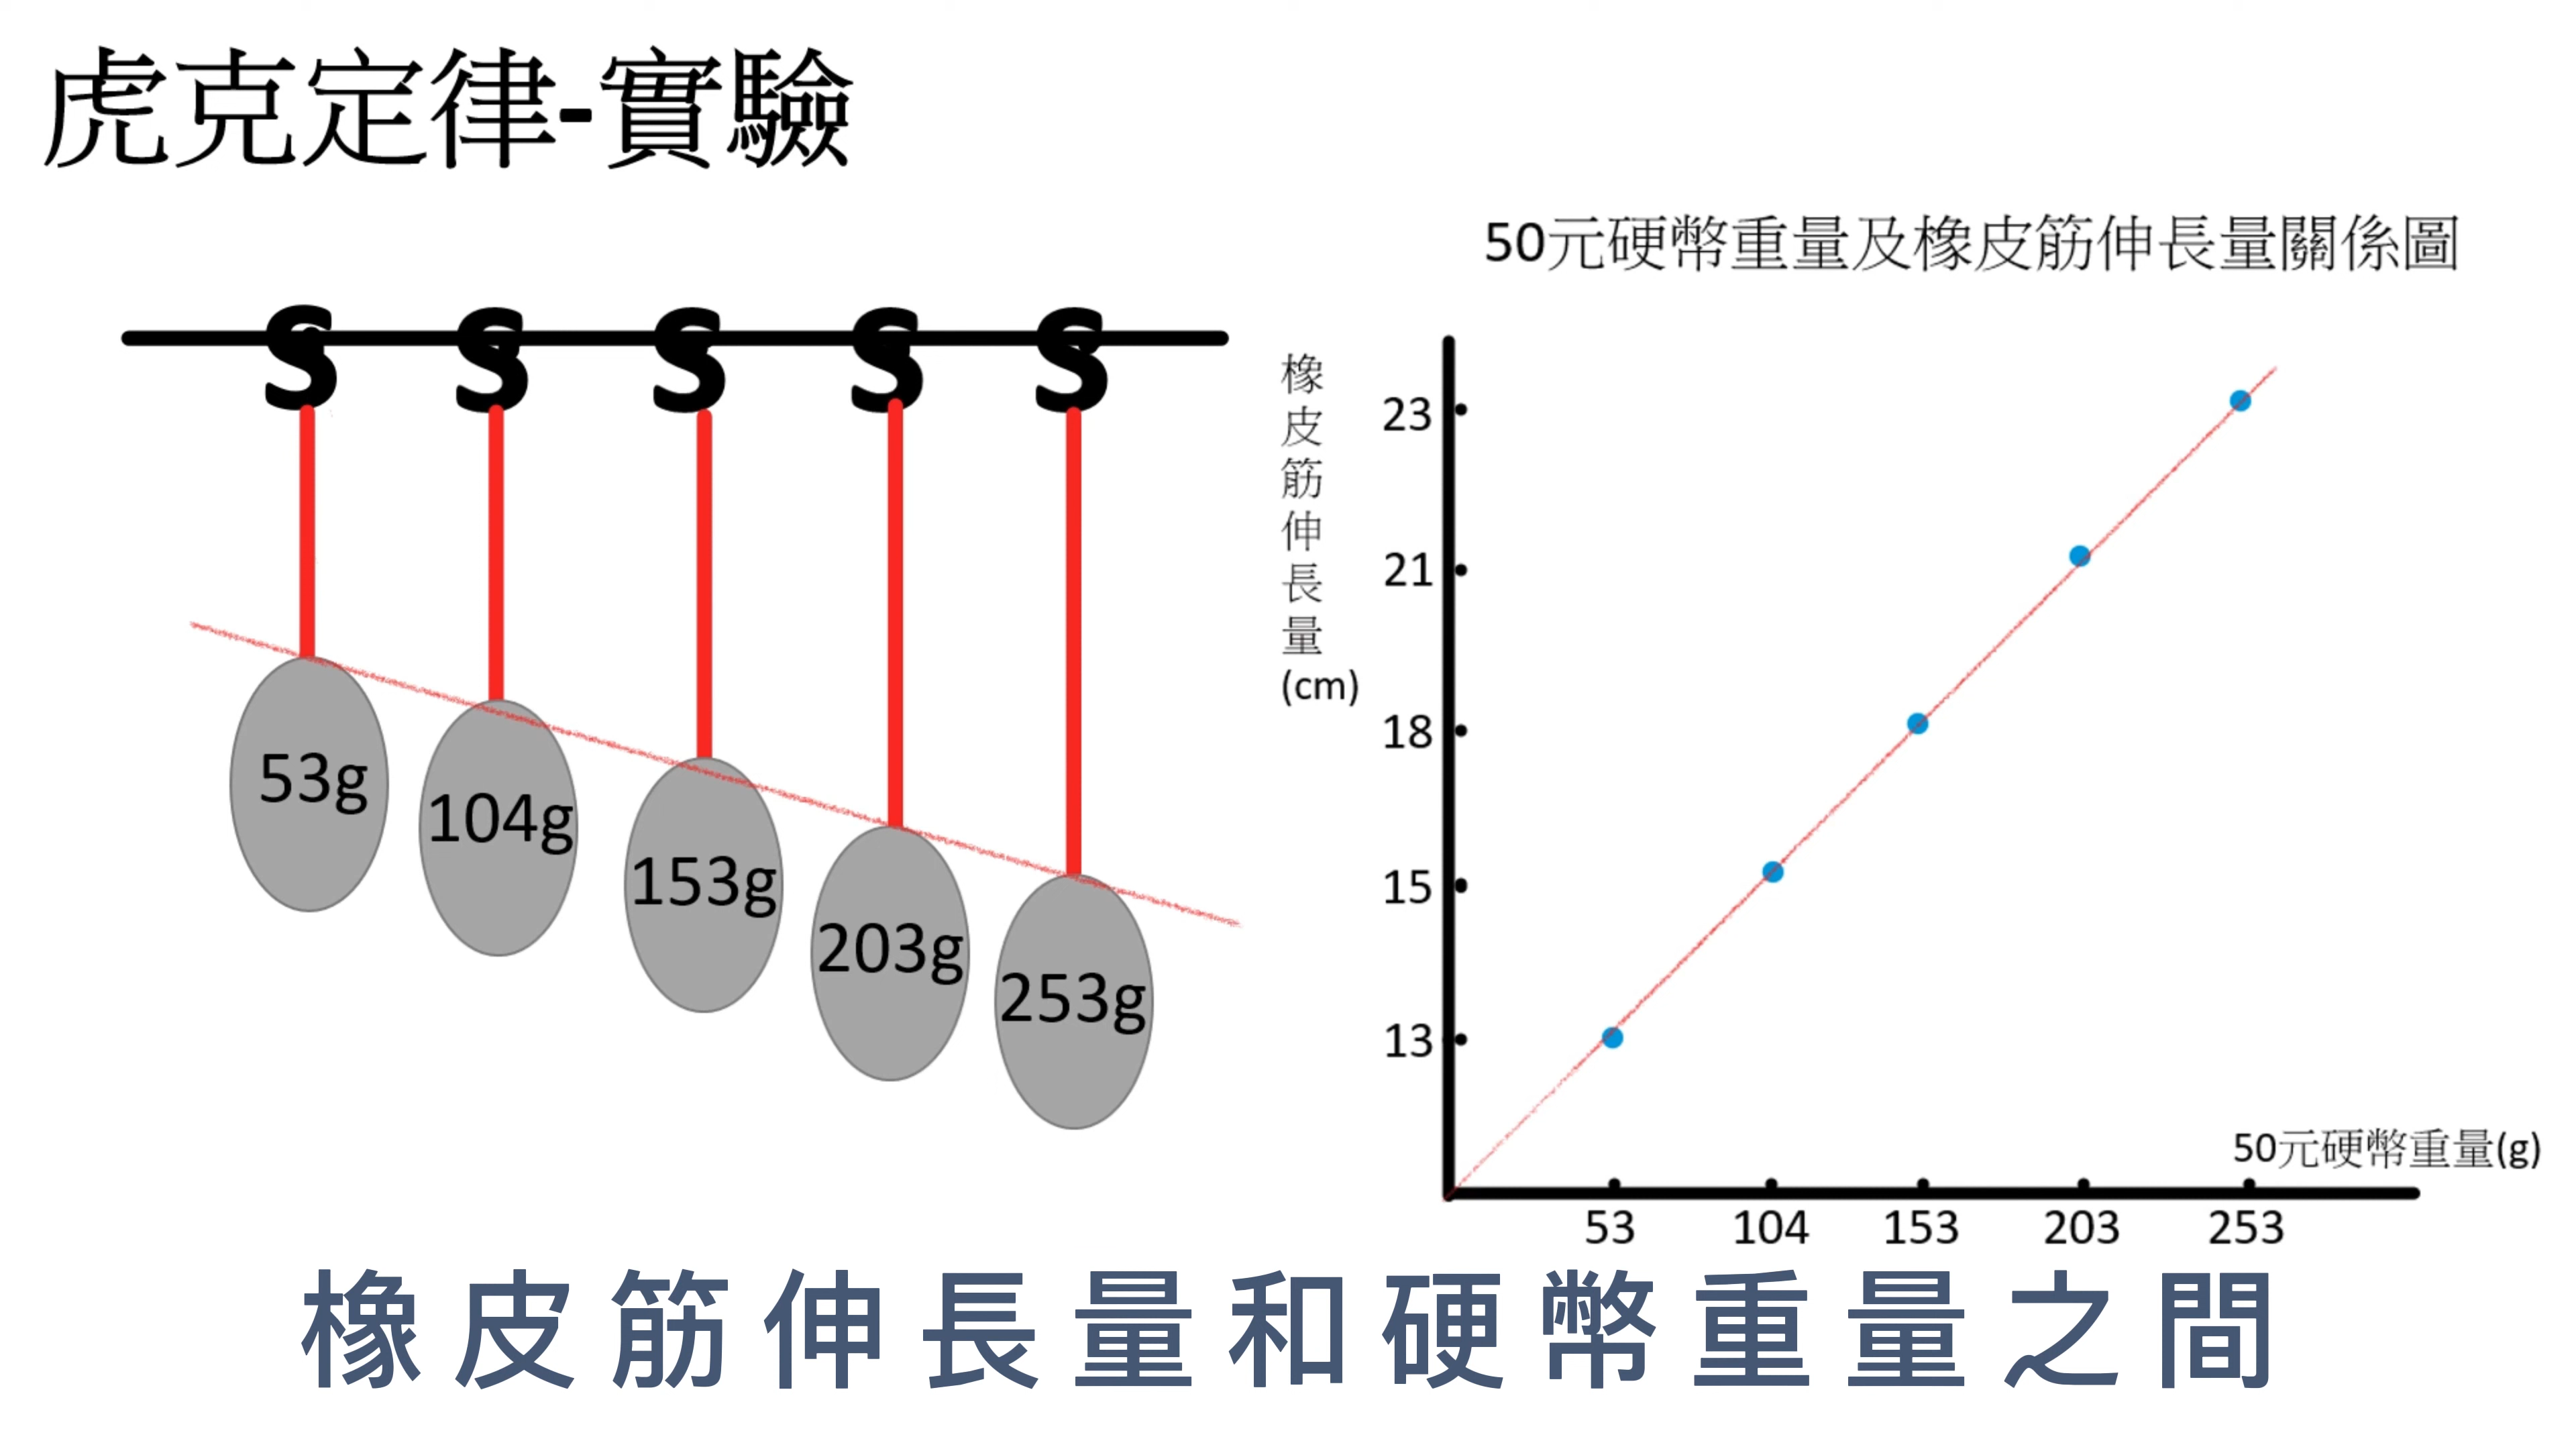 虎克定律-實驗
50元硬幣重量及橡皮筋伸長量關係圖
S S S S S
53g
104g
153g
203g
253g
橡皮筋伸長量(cm)
23
21
18
15
13
50元硬幣重量(g)
53 104 153 203 253
橡皮筋伸長量和硬幣重量之間